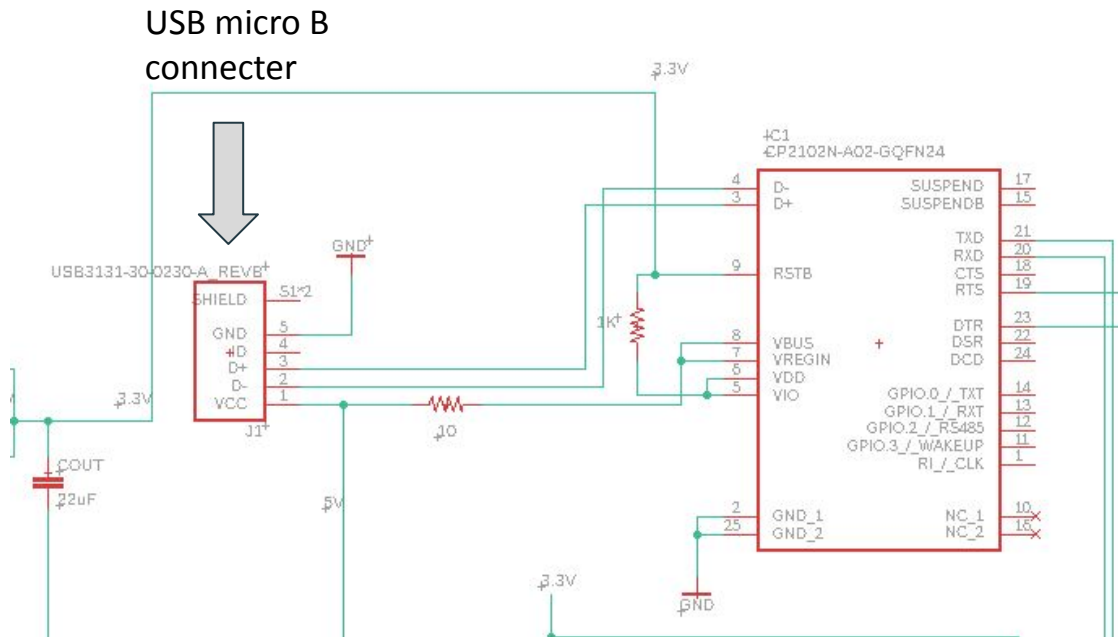 USB micro B
connecter
3.3V
IC1
CP2102N-A02-GQFN24
4 D- SUSPEND 17
3 D+ SUSPENDB 15
TXD 21
RXD 20
9 RSTB CTS 18
RTS 19
DTR 23
8 VBUS DSR 22
7 VREGIN DCD 24
6 VDD
5 VIO GPIO.0_/_TXT 14
GPIO.1_/_RXT 13
GPIO.2_/_RS485 12
GPIO.3_/_WAKEUP 11
RI_/_CLK 1
2 GND_1 NC_1 10
25 GND_2 NC_2 16
GND
GND
USB3131-30-0230-A_REVB
SHIELD S1*2
GND 5
ID 4
D+ 3
D- 2
VCC 1
J1
1K
10
3.3V
COUT
22uF
5V
3.3V